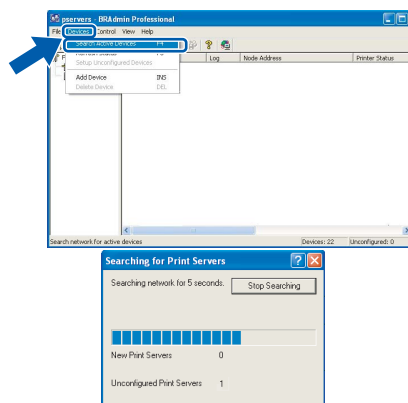 pservers - BRAdmin Professional
File Devices Control View Help
Search Active Devices F4
Setup Unconfigured Devices
Add Device INS
Delete Device DEL
Log Node Address Printer Status
Search network for active devices Devices: 22 Unconfigured: 0
Searching for Print Servers
Searching network for 5 seconds. Stop Searching
New Print Servers 0
Unconfigured Print Servers 1